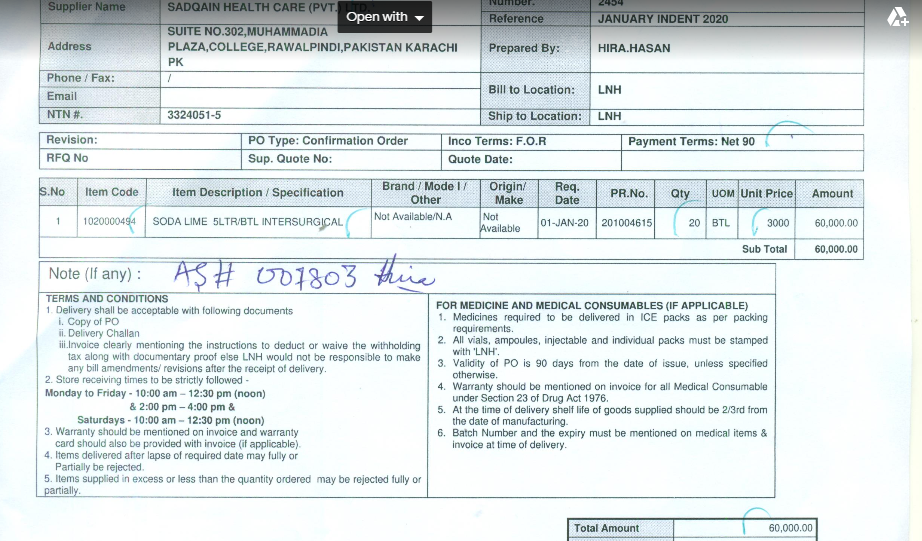 Supplier Name SADQAIN HEALTH CARE (PVT.) LTD.
Number: 2454
Open with
Reference JANUARY INDENT 2020
Address SUITE NO.302,MUHAMMADIA
PLAZA,COLLEGE,RAWALPINDI,PAKISTAN KARACHI
PK
Prepared By: HIRA.HASAN
Phone / Fax: /
Email
Bill to Location: LNH
NTN #. 3324051-5
Ship to Location: LNH
Revision: PO Type: Confirmation Order Inco Terms: F.O.R Payment Terms: Net 90
RFQ No Sup. Quote No: Quote Date:
S.No Item Code Item Description / Specification Brand / Mode l / Other Origin/ Make Req. Date PR.No. Qty UOM Unit Price Amount
1 1020000494 SODA LIME 5LTR/BTL INTERSURGICAL Not Available/N.A Not Available 01-JAN-20 201004615 20 BTL 3000 60,000.00
Sub Total 60,000.00
Note (If any) : AS# 001803 Hira
TERMS AND CONDITIONS
1. Delivery shall be acceptable with following documents
i. Copy of PO
ii. Delivery Challan
iii.Invoice clearly mentioning the instructions to deduct or waive the withholding
tax along with documentary proof else LNH would not be responsible to make
any bill amendments/ revisions after the receipt of delivery.
2. Store receiving times to be strictly followed -
Monday to Friday - 10:00 am – 12:30 pm (noon)
& 2:00 pm – 4:00 pm &
Saturdays - 10:00 am – 12:30 pm (noon)
3. Warranty should be mentioned on invoice and warranty
card should also be provided with invoice (if applicable).
4. Items delivered after lapse of required date may fully or
Partially be rejected.
5. Items supplied in excess or less than the quantity ordered may be rejected fully or
partially.
FOR MEDICINE AND MEDICAL CONSUMABLES (IF APPLICABLE)
1. Medicines required to be delivered in ICE packs as per packing
requirements.
2. All vials, ampoules, injectable and individual packs must be stamped
with 'LNH'.
3. Validity of PO is 90 days from the date of issue, unless specified
otherwise.
4. Warranty should be mentioned on invoice for all Medical Consumable
under Section 23 of Drug Act 1976.
5. At the time of delivery shelf life of goods supplied should be 2/3rd from
the date of manufacturing.
6. Batch Number and the expiry must be mentioned on medical items &
invoice at time of delivery.
Total Amount 60,000.00